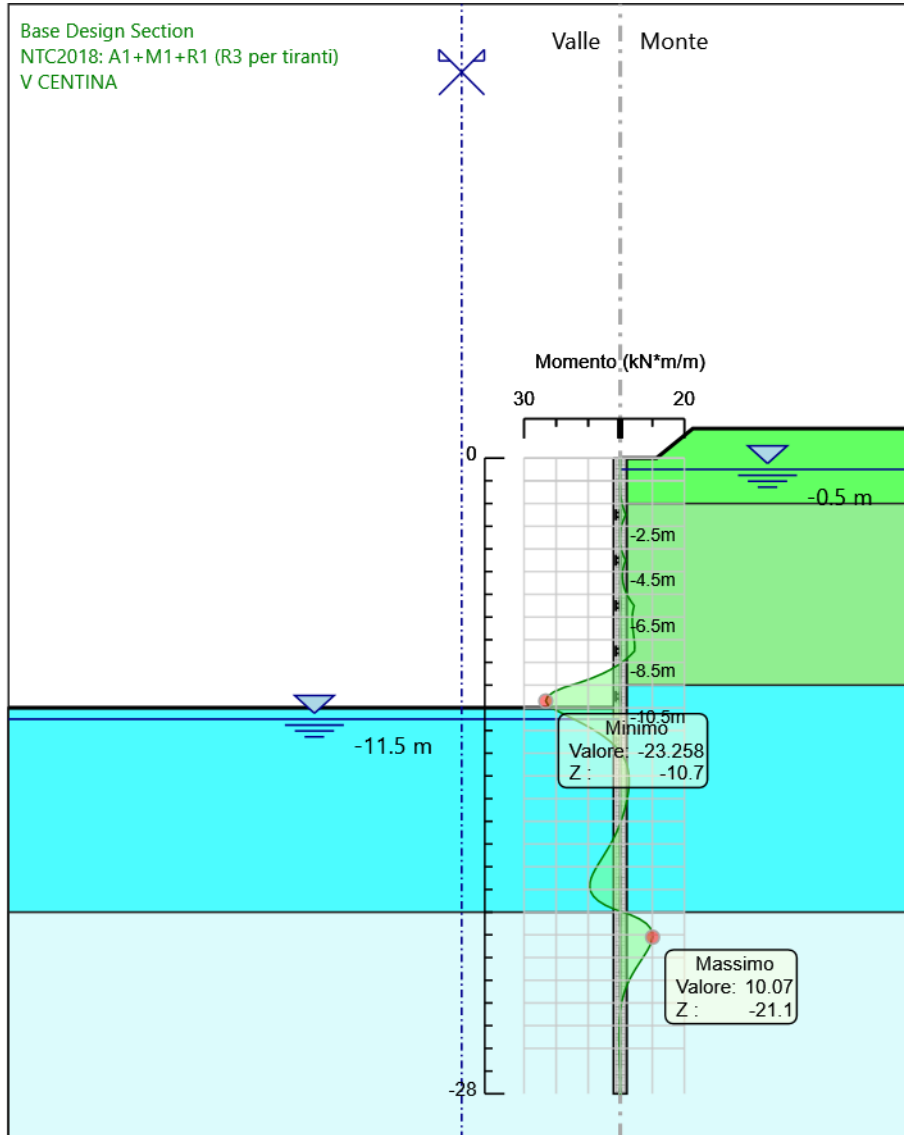 Base Design Section
NTC2018: A1+M1+R1 (R3 per tiranti)
V CENTINA
Valle
Monte
Momento (kN*m/m)
30
20
0
-0.5 m
-2.5m
-4.5m
-6.5m
-8.5m
-10.5m
-11.5 m
Minimo
Valore: -23.258
Z : -10.7
Massimo
Valore: 10.07
Z : -21.1
-28